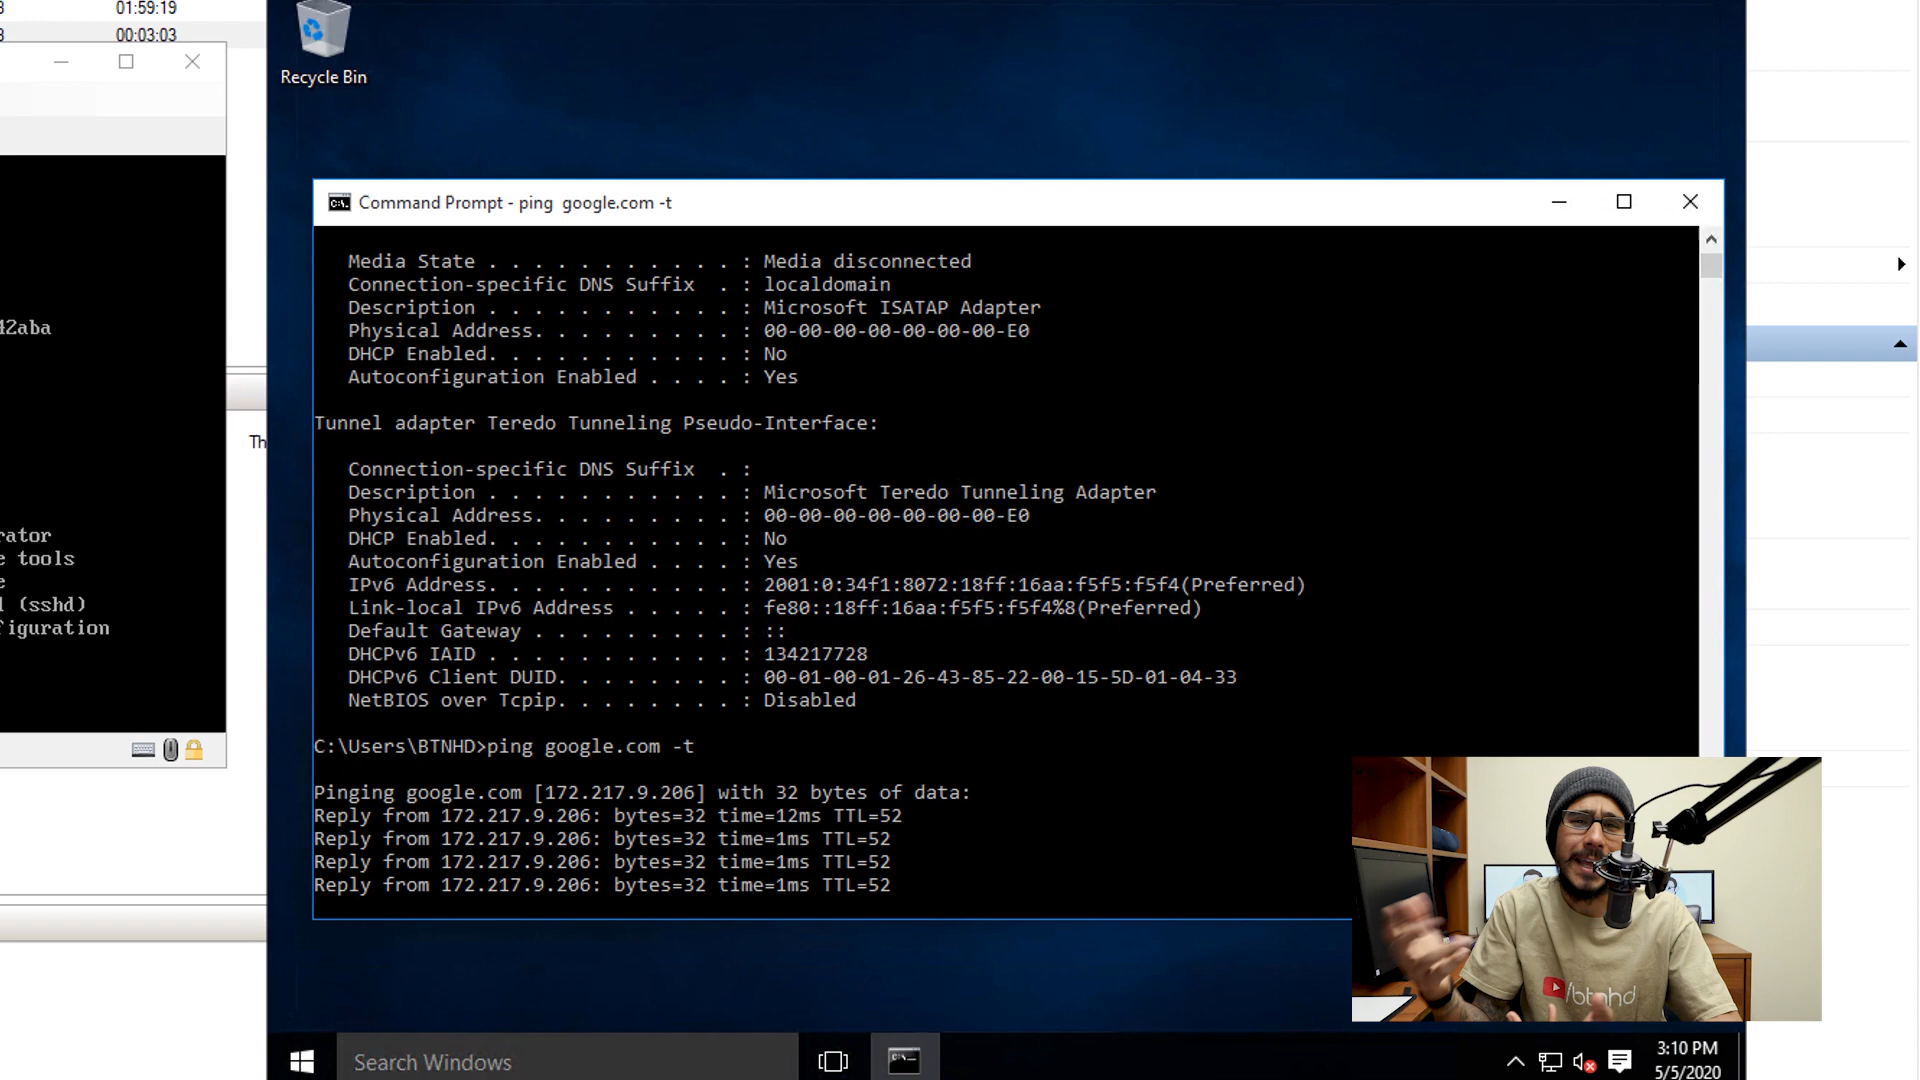 01:59:19
00:03:03
Recycle Bin
42aba
Th
rator
e tools
e
l (sshd)
figuration
Command Prompt - ping  google.com -t
Media State . . . . . . . . . . . : Media disconnected
Connection-specific DNS Suffix  . : localdomain
Description . . . . . . . . . . . : Microsoft ISATAP Adapter
Physical Address. . . . . . . . . : 00-00-00-00-00-00-00-E0
DHCP Enabled. . . . . . . . . . . : No
Autoconfiguration Enabled . . . . : Yes
Tunnel adapter Teredo Tunneling Pseudo-Interface:
Connection-specific DNS Suffix  . :
Description . . . . . . . . . . . : Microsoft Teredo Tunneling Adapter
Physical Address. . . . . . . . . : 00-00-00-00-00-00-00-E0
DHCP Enabled. . . . . . . . . . . : No
Autoconfiguration Enabled . . . . : Yes
IPv6 Address. . . . . . . . . . . : 2001:0:34f1:8072:18ff:16aa:f5f5:f5f4(Preferred)
Link-local IPv6 Address . . . . . : fe80::18ff:16aa:f5f5:f5f4%8(Preferred)
Default Gateway . . . . . . . . . : ::
DHCPv6 IAID . . . . . . . . . . . : 134217728
DHCPv6 Client DUID. . . . . . . . : 00-01-00-01-26-43-85-22-00-15-5D-01-04-33
NetBIOS over Tcpip. . . . . . . . : Disabled
C:\Users\BTNHD>ping google.com -t
Pinging google.com [172.217.9.206] with 32 bytes of data:
Reply from 172.217.9.206: bytes=32 time=12ms TTL=52
Reply from 172.217.9.206: bytes=32 time=1ms TTL=52
Reply from 172.217.9.206: bytes=32 time=1ms TTL=52
Reply from 172.217.9.206: bytes=32 time=1ms TTL=52
/btnhd
Search Windows
3:10 PM
5/5/2020